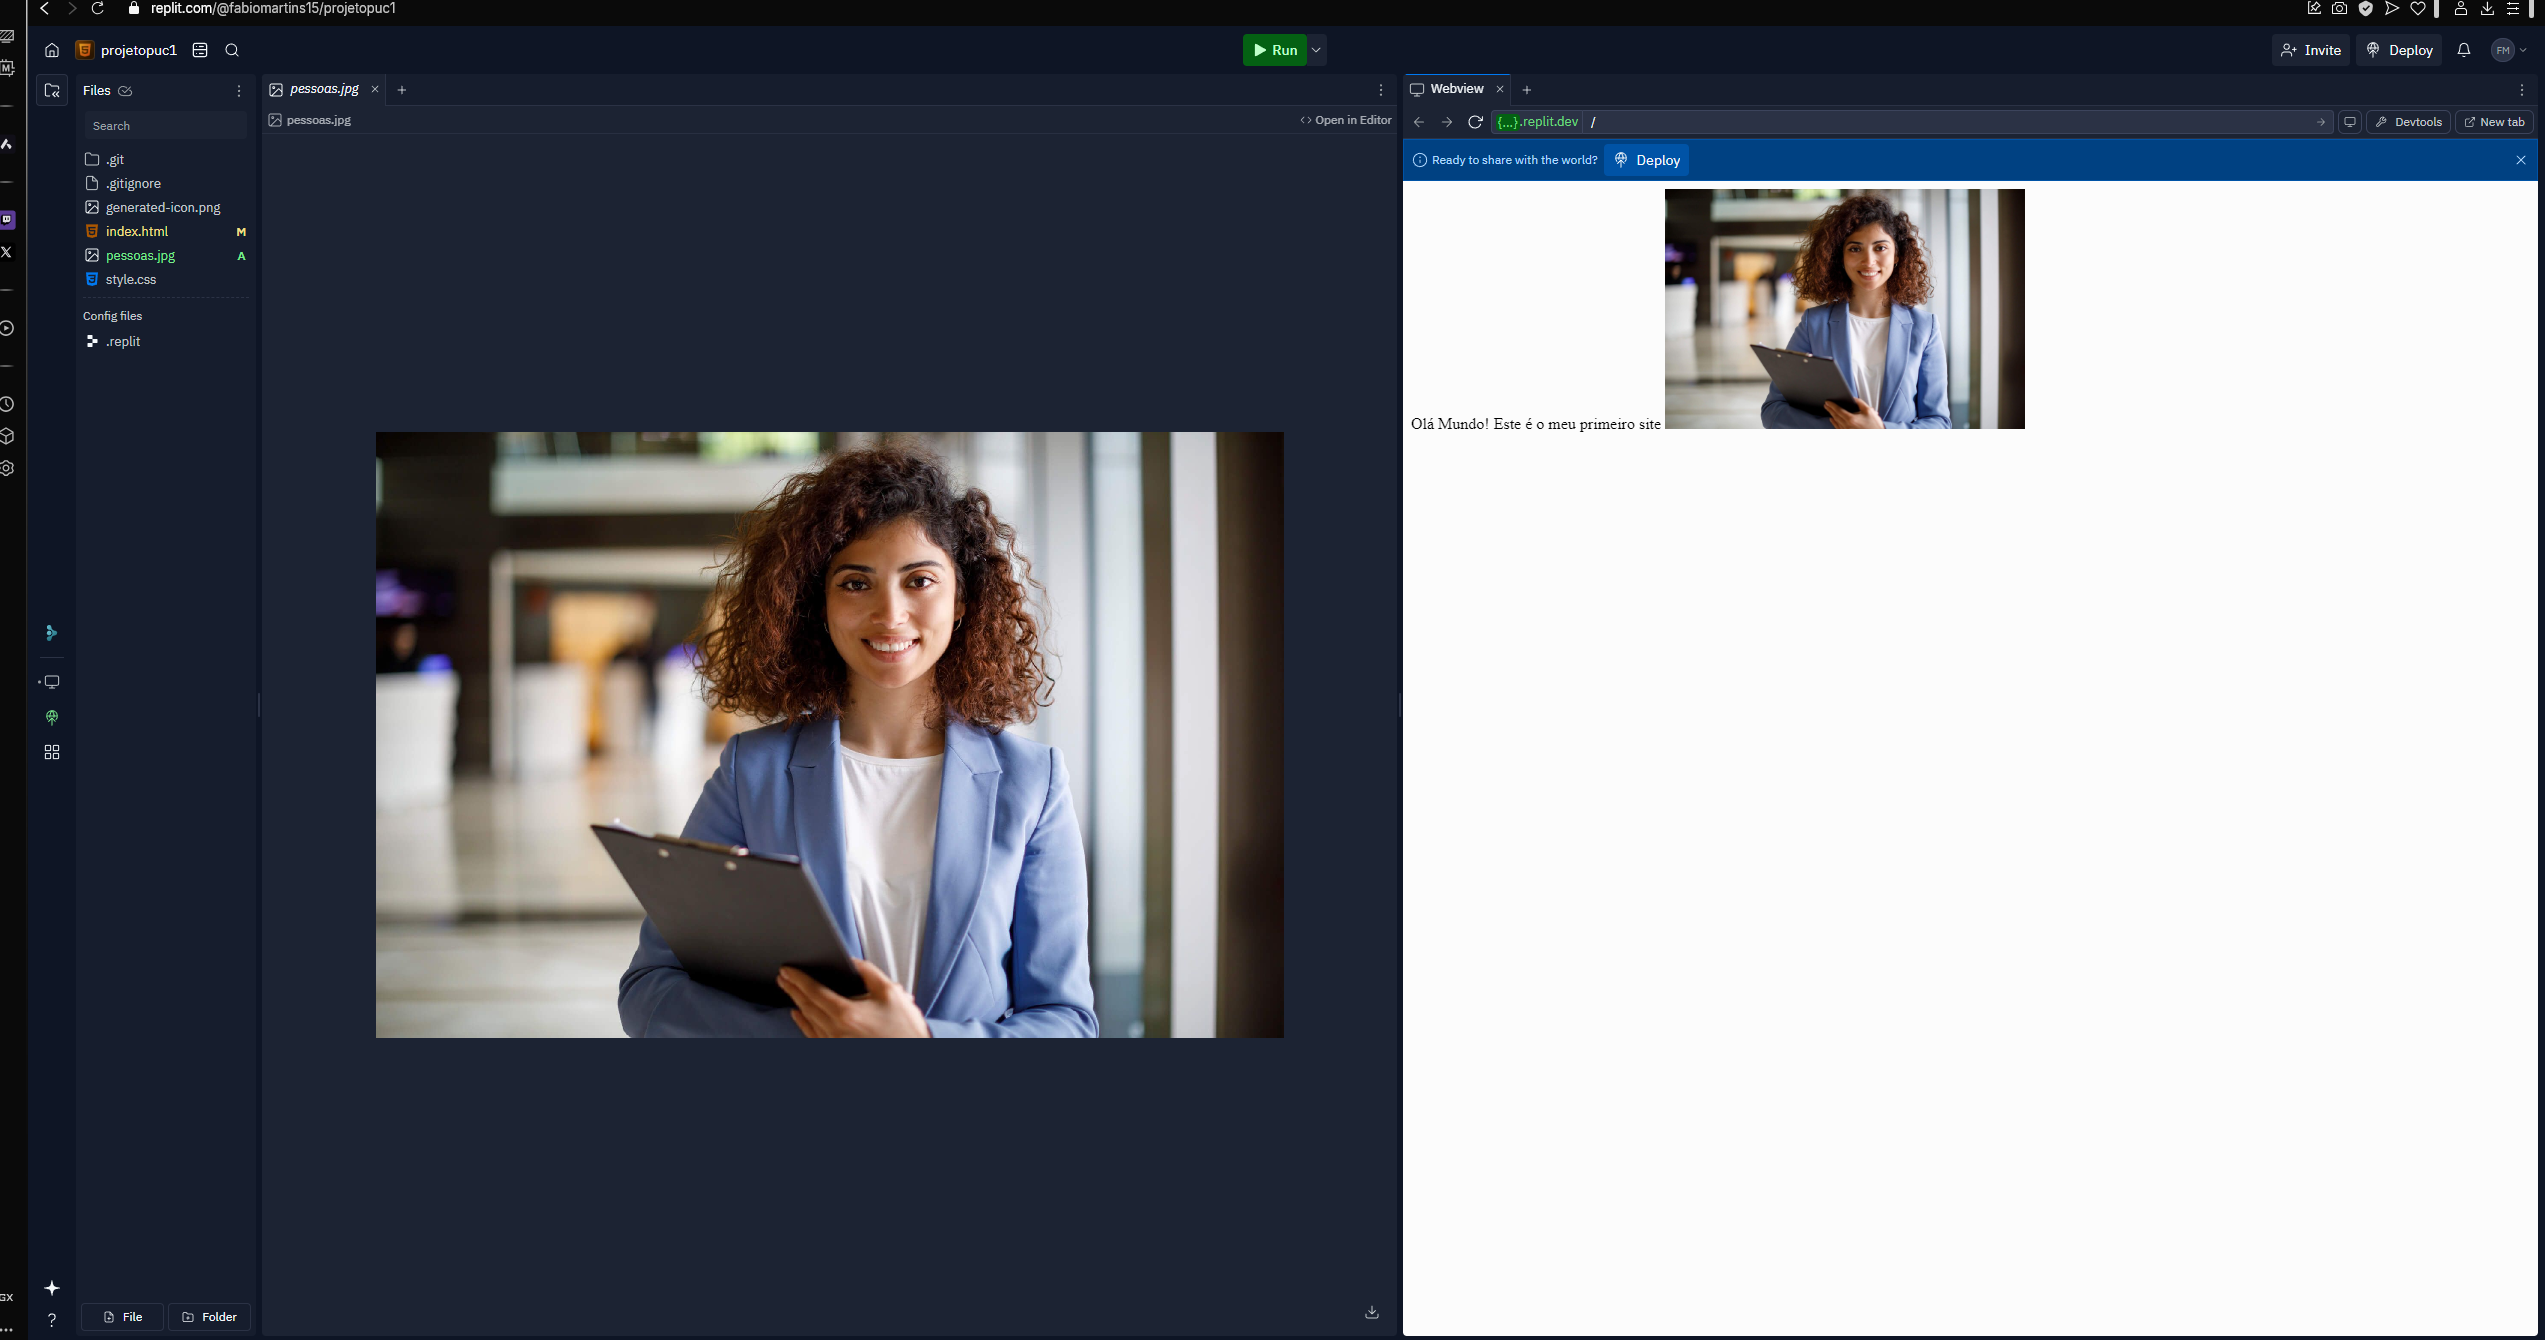 replit.com/@fabiomartins15/projetopuc1
projetopuc1
Run
Invite
Deploy
FM
Files
Search
.git
.gitignore
generated-icon.png
index.html M
pessoas.jpg A
style.css
Config files
.replit
File
Folder
?
GX
pessoas.jpg
pessoas.jpg
Open in Editor
Webview
{...}.replit.dev /
Devtools
New tab
Ready to share with the world?
Deploy
Olá Mundo! Este é o meu primeiro site